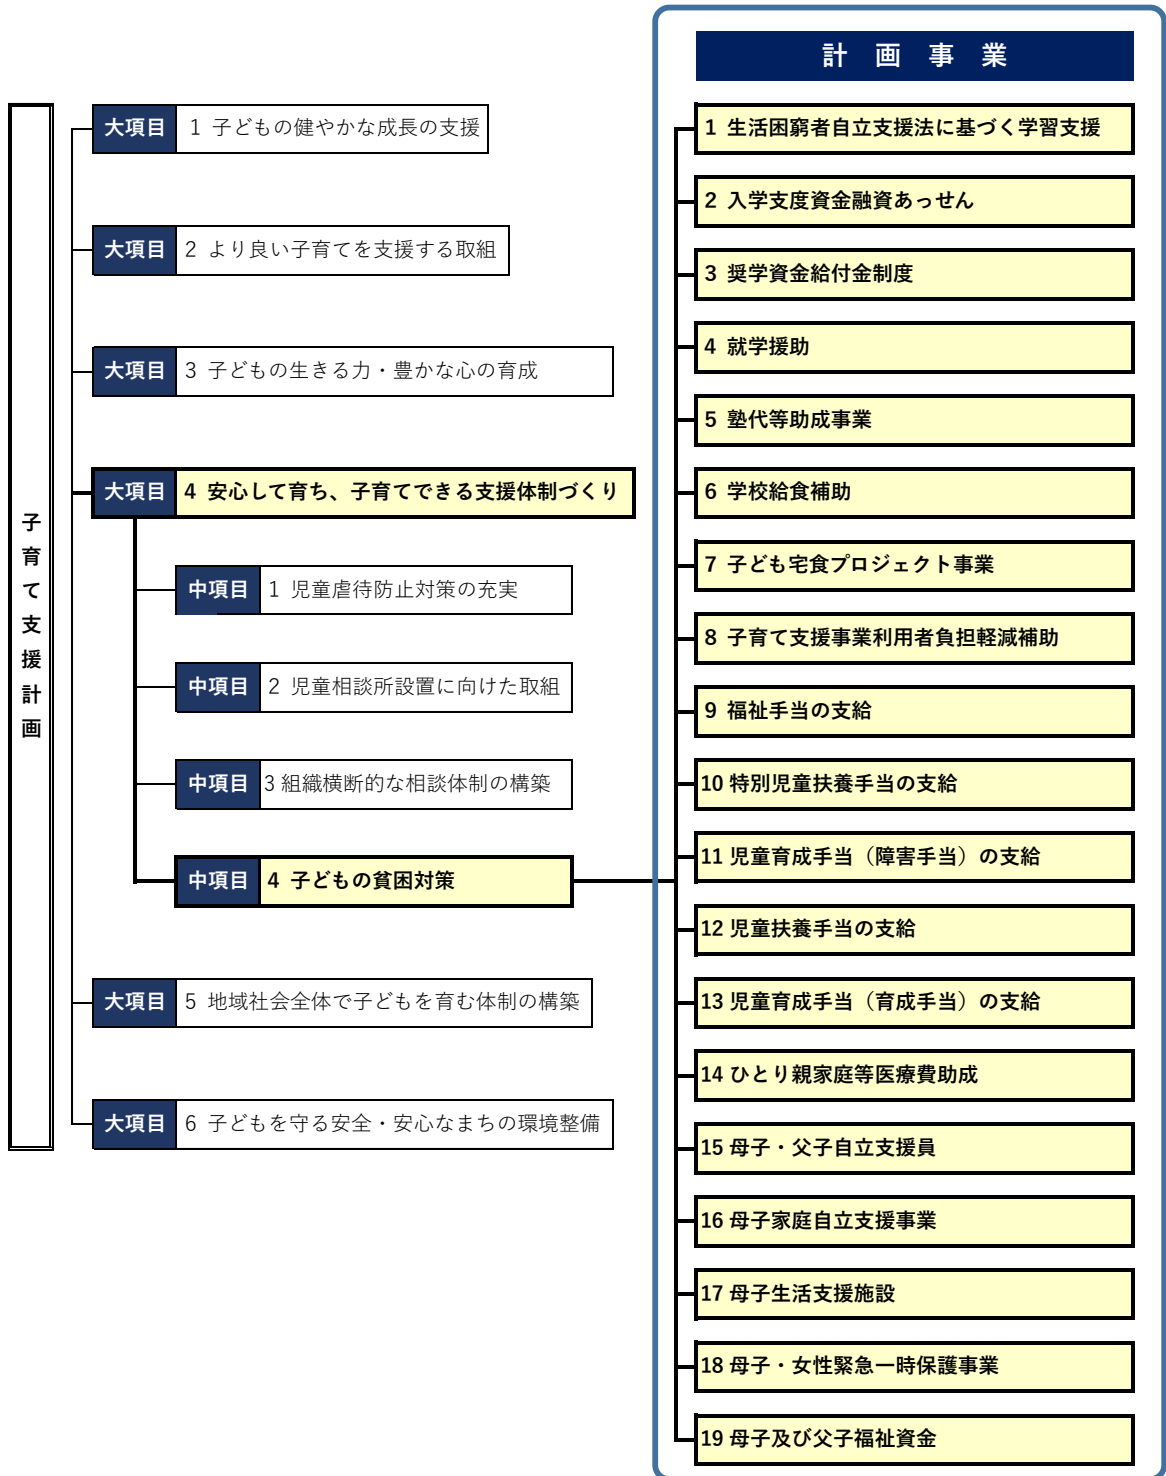 計画事業
子育て支援計画
大項目 1 子どもの健やかな成長の支援
大項目 2 より良い子育てを支援する取組
大項目 3 子どもの生きる力・豊かな心の育成
大項目 4 安心して育ち、子育てできる支援体制づくり
中項目 1 児童虐待防止対策の充実
中項目 2 児童相談所設置に向けた取組
中項目 3 組織横断的な相談体制の構築
中項目 4 子どもの貧困対策
大項目 5 地域社会全体で子どもを育む体制の構築
大項目 6 子どもを守る安全・安心なまちの環境整備
1 生活困窮者自立支援法に基づく学習支援
2 入学支度資金融資あっせん
3 奨学資金給付金制度
4 就学援助
5 塾代等助成事業
6 学校給食補助
7 子ども宅食プロジェクト事業
8 子育て支援事業利用者負担軽減補助
9 福祉手当の支給
10 特別児童扶養手当の支給
11 児童育成手当（障害手当）の支給
12 児童扶養手当の支給
13 児童育成手当（育成手当）の支給
14 ひとり親家庭等医療費助成
15 母子・父子自立支援員
16 母子家庭自立支援事業
17 母子生活支援施設
18 母子・女性緊急一時保護事業
19 母子及び父子福祉資金